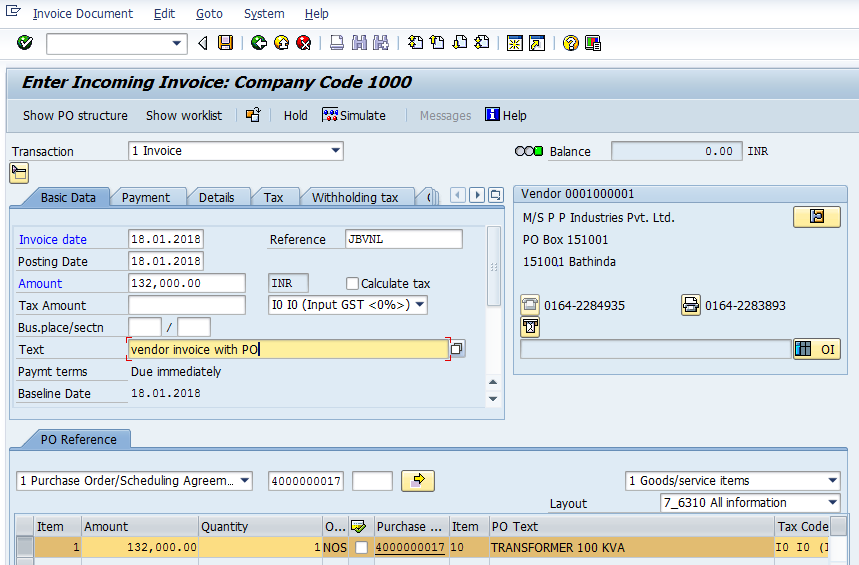 Invoice Document Edit Goto System Help
Enter Incoming Invoice: Company Code 1000
Show PO structure Show worklist Hold Simulate Messages Help
Transaction 1 Invoice Balance 0.00 INR
Basic Data Payment Details Tax Withholding tax
Vendor 0001000001
Invoice date 18.01.2018 Reference JBVNL
Posting Date 18.01.2018
Amount 132,000.00 INR Calculate tax
Tax Amount I0 I0 (Input GST <0%>)
Bus.place/sectn /
Text vendor invoice with PO
Paymt terms Due immediately
Baseline Date 18.01.2018
M/S P P Industries Pvt. Ltd.
PO Box 151001
151001 Bathinda
0164-2284935 0164-2283893
OI
PO Reference
1 Purchase Order/Scheduling Agreem... 4000000017 1 Goods/service items
Layout 7_6310 All information
Item Amount Quantity O... Purchase ... Item PO Text Tax Code
1 132,000.00 1 NOS 4000000017 10 TRANSFORMER 100 KVA I0 I0 (I